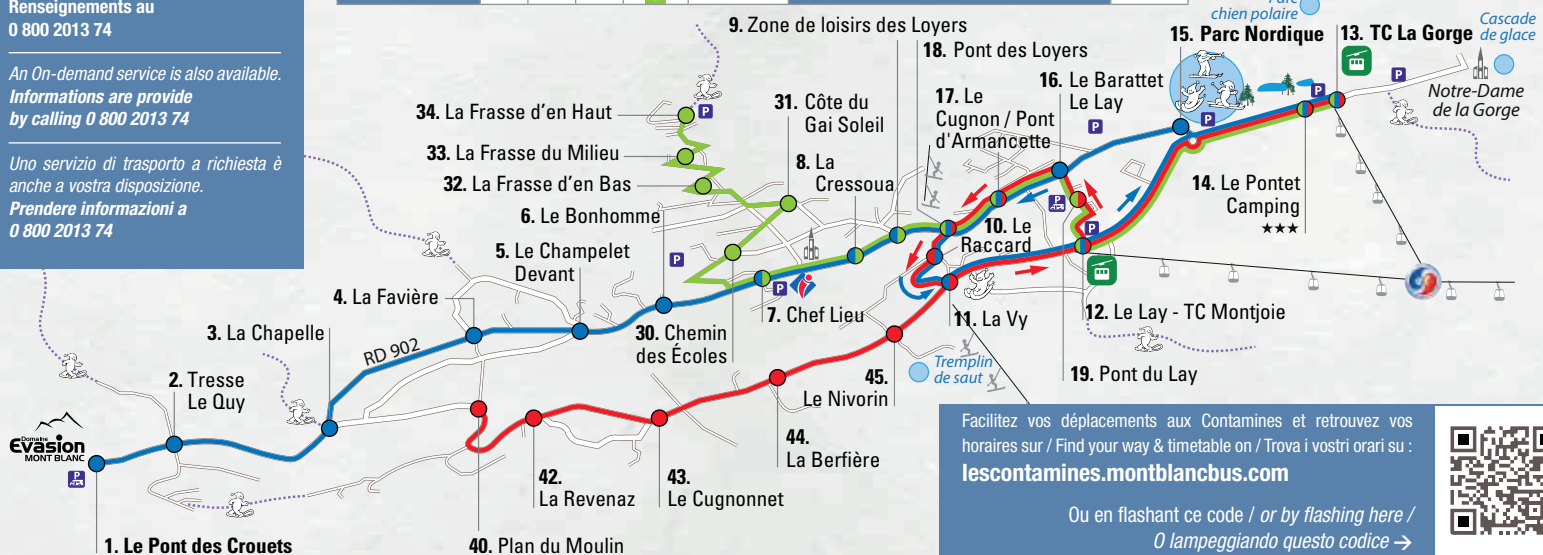 Renseignements au
0 800 2013 74
An On-demand service is also available.
Informations are provide
by calling 0 800 2013 74
Uno servizio di trasporto a richiesta è
anche a vostra disposizione.
Prendere informazioni a
0 800 2013 74
chien polaire
9. Zone de loisirs des Loyers
15. Parc Nordique
13. TC La Gorge
Cascade
de glace
18. Pont des Loyers
16. Le Barattet
Le Lay
Notre-Dame
de la Gorge
34. La Frasse d'en Haut
31. Côte du
Gai Soleil
17. Le
Cugnon / Pont
d'Armancette
33. La Frasse du Milieu
8. La
Cressoua
32. La Frasse d'en Bas
14. Le Pontet
Camping
★★★
6. Le Bonhomme
10. Le
Raccard
5. Le Champelet
Devant
4. La Favière
7. Chef Lieu
11. La Vy
12. Le Lay - TC Montjoie
3. La Chapelle
RD 902
30. Chemin
des Écoles
Tremplin
de saut
19. Pont du Lay
2. Tresse
Le Quy
45.
Le Nivorin
Domaine
Evasion
MONT BLANC
44.
La Berfière
42.
La Revenaz
43.
Le Cugnonnet
1. Le Pont des Crouets
40. Plan du Moulin
P
P
P
P
P
P
P
P
P
P
P
Facilitez vos déplacements aux Contamines et retrouvez vos
horaires sur / Find your way & timetable on / Trova i vostri orari su :
lescontamines.montblancbus.com
Ou en flashant ce code / or by flashing here /
O lampeggiando questo codice →